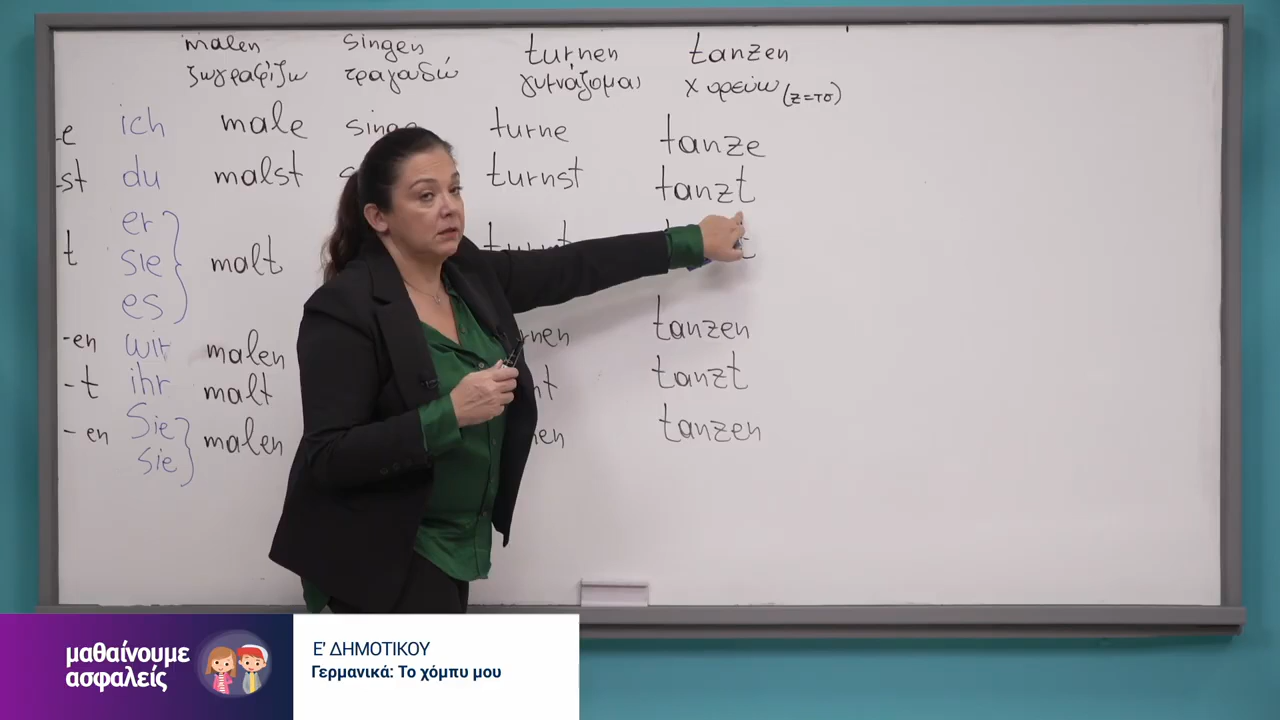 malen singen turnen tanzen
ζωγραφίζω τραγουδώ γυμνάζομαι χορεύω (z=τσ)
-e ich male singe turne tanze
-st du malst turnst tanzt
er
t sie malt turnt
es
-en wir malen tanzen
-t ihr malt tanzt
-en Sie malen tanzen
sie
μαθαίνουμε
ασφαλείς
Ε' ΔΗΜΟΤΙΚΟΥ
Γερμανικά: Το χόμπυ μου